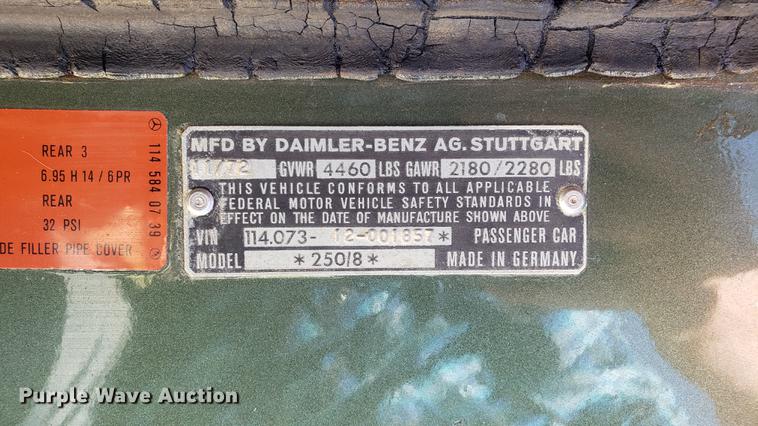 REAR 3
6.95 H 14 / 6 PR
REAR
32 PSI
DE FILLER PIPE COVER
114 584 07 39
MFD BY DAIMLER-BENZ AG. STUTTGART
11/72 GVWR 4460 LBS GAWR 2180/2280 LBS
THIS VEHICLE CONFORMS TO ALL APPLICABLE
FEDERAL MOTOR VEHICLE SAFETY STANDARDS IN
EFFECT ON THE DATE OF MANUFACTURE SHOWN ABOVE
VIN 114.073- 12-001857* PASSENGER CAR
MODEL *250/8* MADE IN GERMANY
Purple Wave Auction